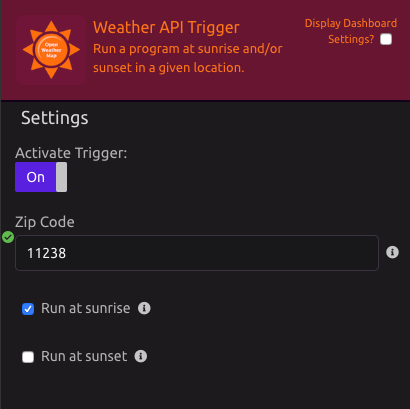 Open
Weather
Map
Weather API Trigger
Run a program at sunrise and/or
sunset in a given location.
Display Dashboard
Settings?
Settings
Activate Trigger:
On
Zip Code
11238
Run at sunrise
Run at sunset